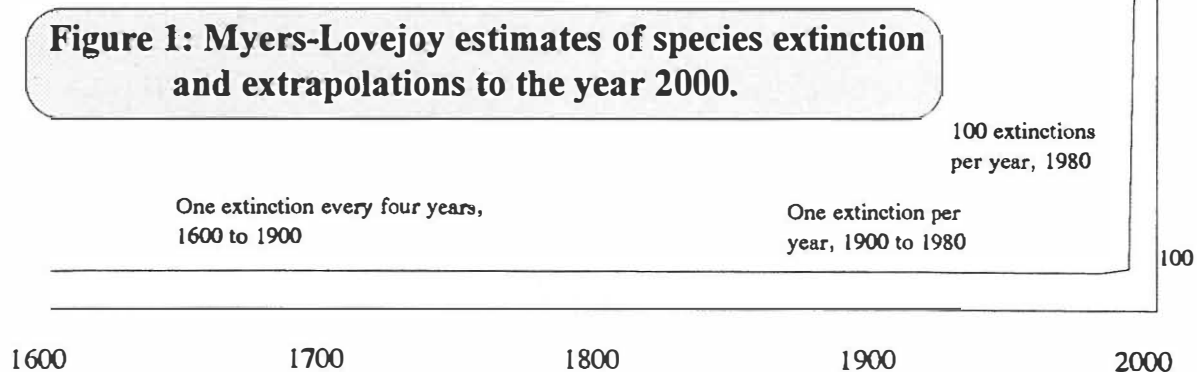 Figure 1: Myers-Lovejoy estimates of species extinction
and extrapolations to the year 2000.
100 extinctions
per year, 1980
One extinction every four years,
1600 to 1900
One extinction per
year, 1900 to 1980
100
1600 1700 1800 1900 2000